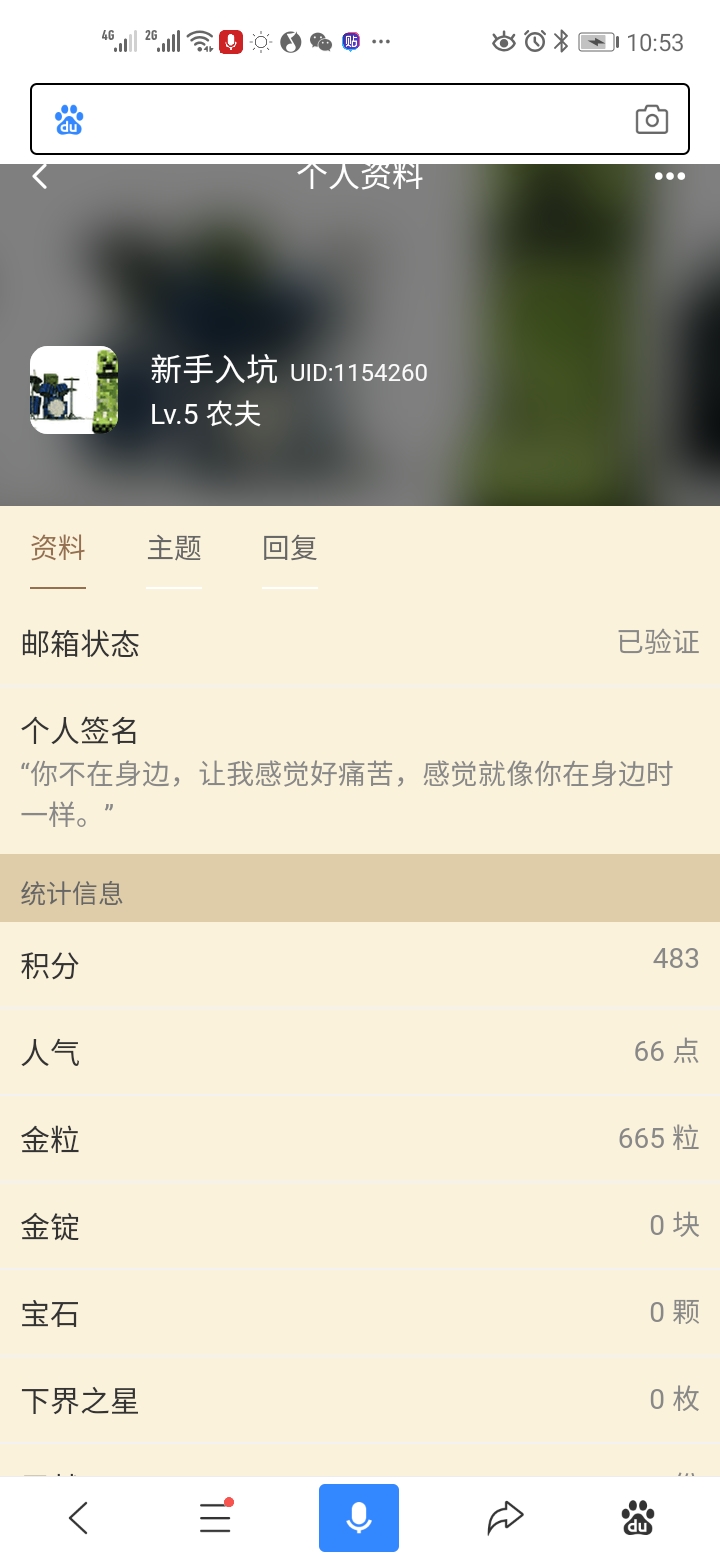 4G 2G 贴 10:53
du
个人资料
新手入坑 UID:1154260
Lv.5 农夫
资料 主题 回复
邮箱状态 已验证
个人签名
“你不在身边，让我感觉好痛苦，感觉就像你在身边时
一样。”
统计信息
积分 483
人气 66 点
金粒 665 粒
金锭 0 块
宝石 0 颗
下界之星 0 枚
du